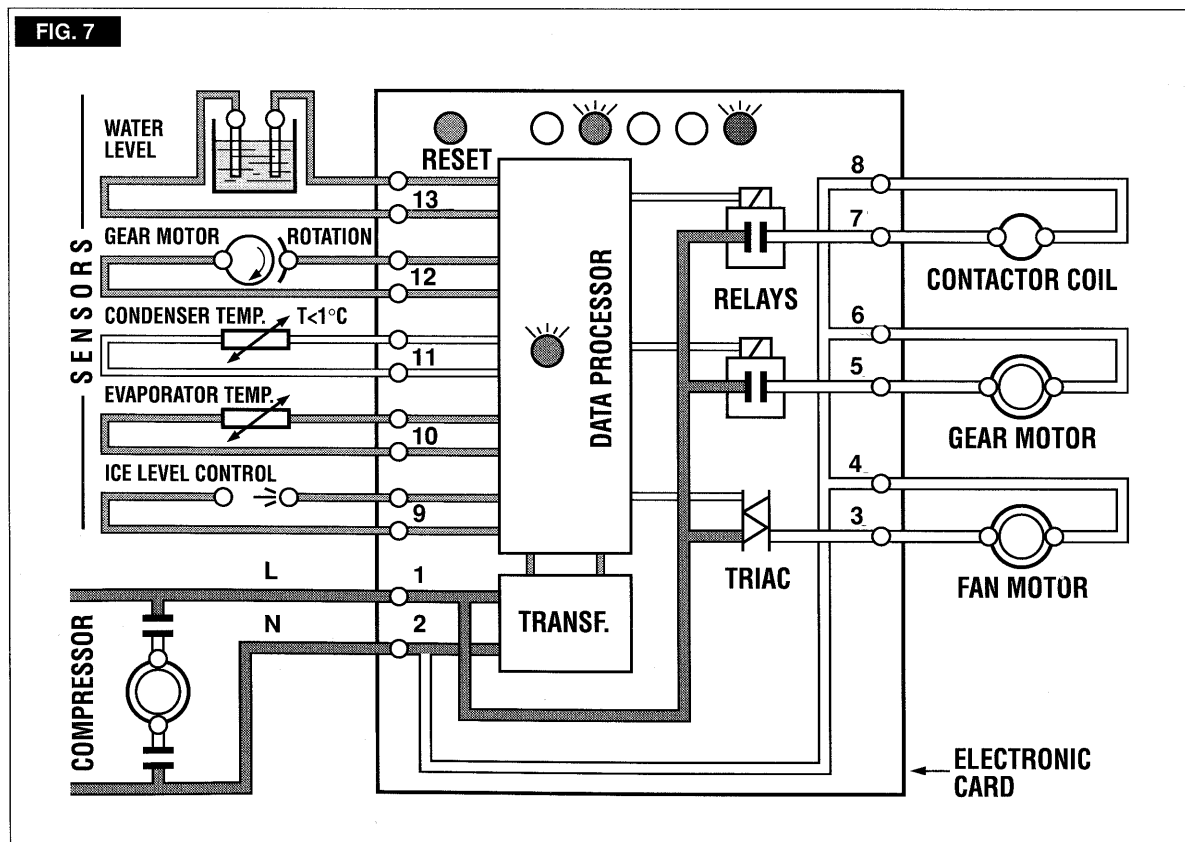 FIG. 7
WATER
LEVEL
RESET
13
8
7
GEAR MOTOR
ROTATION
12
CONTACTOR COIL
RELAYS
SENSORS
CONDENSER TEMP.
T<1°C
11
DATA PROCESSOR
6
5
EVAPORATOR TEMP.
10
GEAR MOTOR
ICE LEVEL CONTROL
9
4
3
TRIAC
FAN MOTOR
L
1
N
2
TRANSF.
COMPRESSOR
ELECTRONIC
CARD